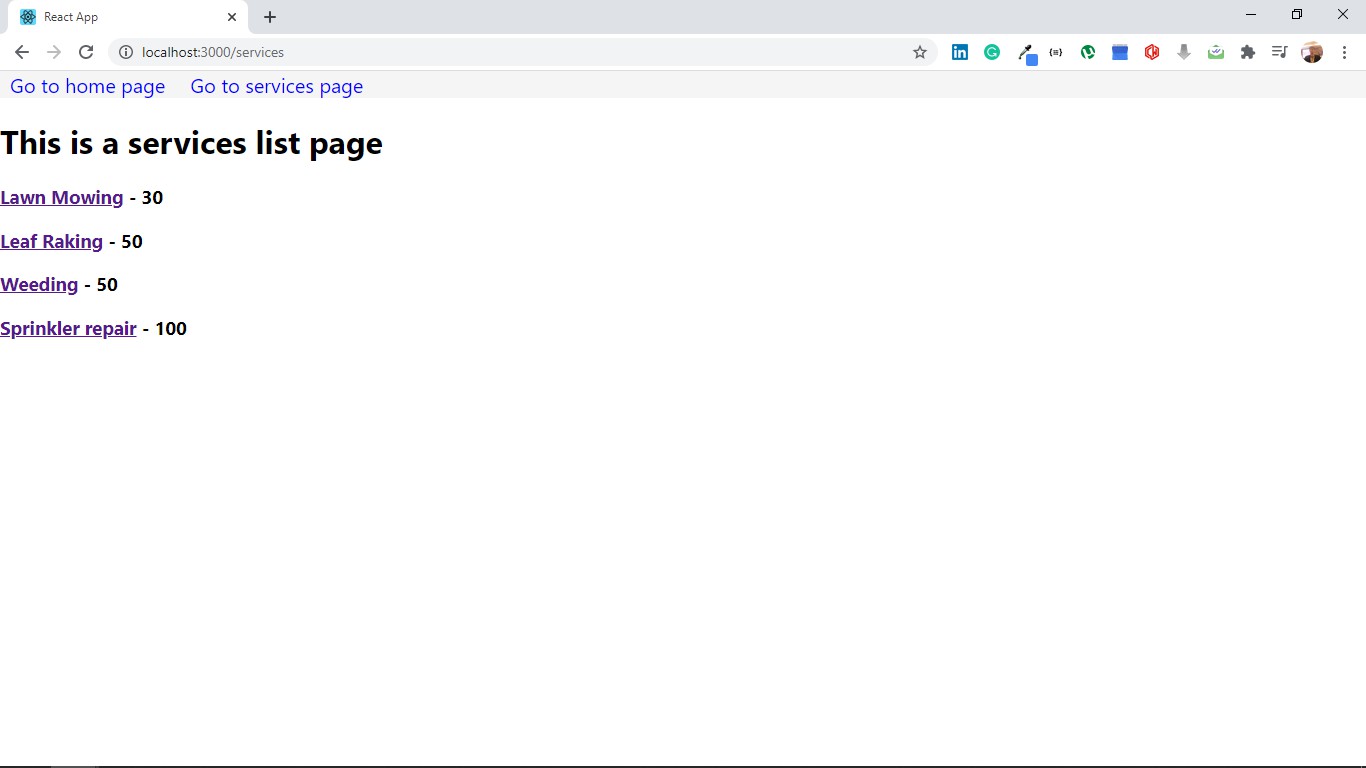 React App
localhost:3000/services
Go to home page Go to services page
This is a services list page
Lawn Mowing - 30
Leaf Raking - 50
Weeding - 50
Sprinkler repair - 100